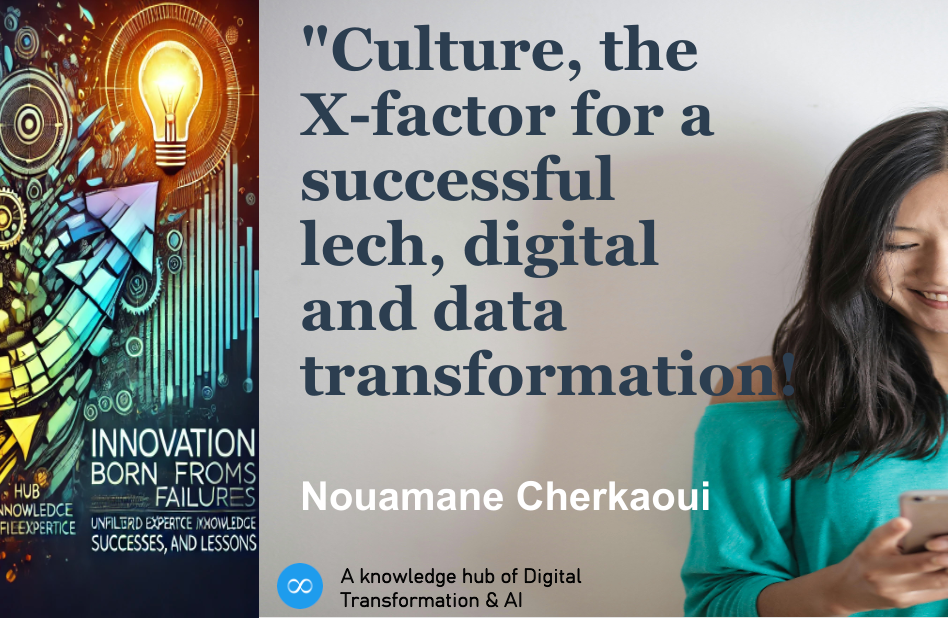 "Culture, the
X-factor for a
successful
lech, digital
and data
transformation!
Nouamane Cherkaoui
A knowledge hub of Digital
Transformation & AI
INNOVATION
BORN FROMS
FAILURES
SUCCESSES, AND LESSONS
HUB